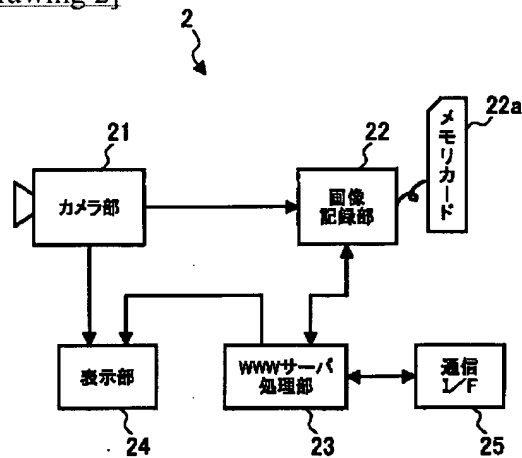 rawing 2]
2
21
カメラ部
22
画像
記録部
22a
メモリカード
表示部
24
WWWサーバ
処理部
23
通信
I/F
25